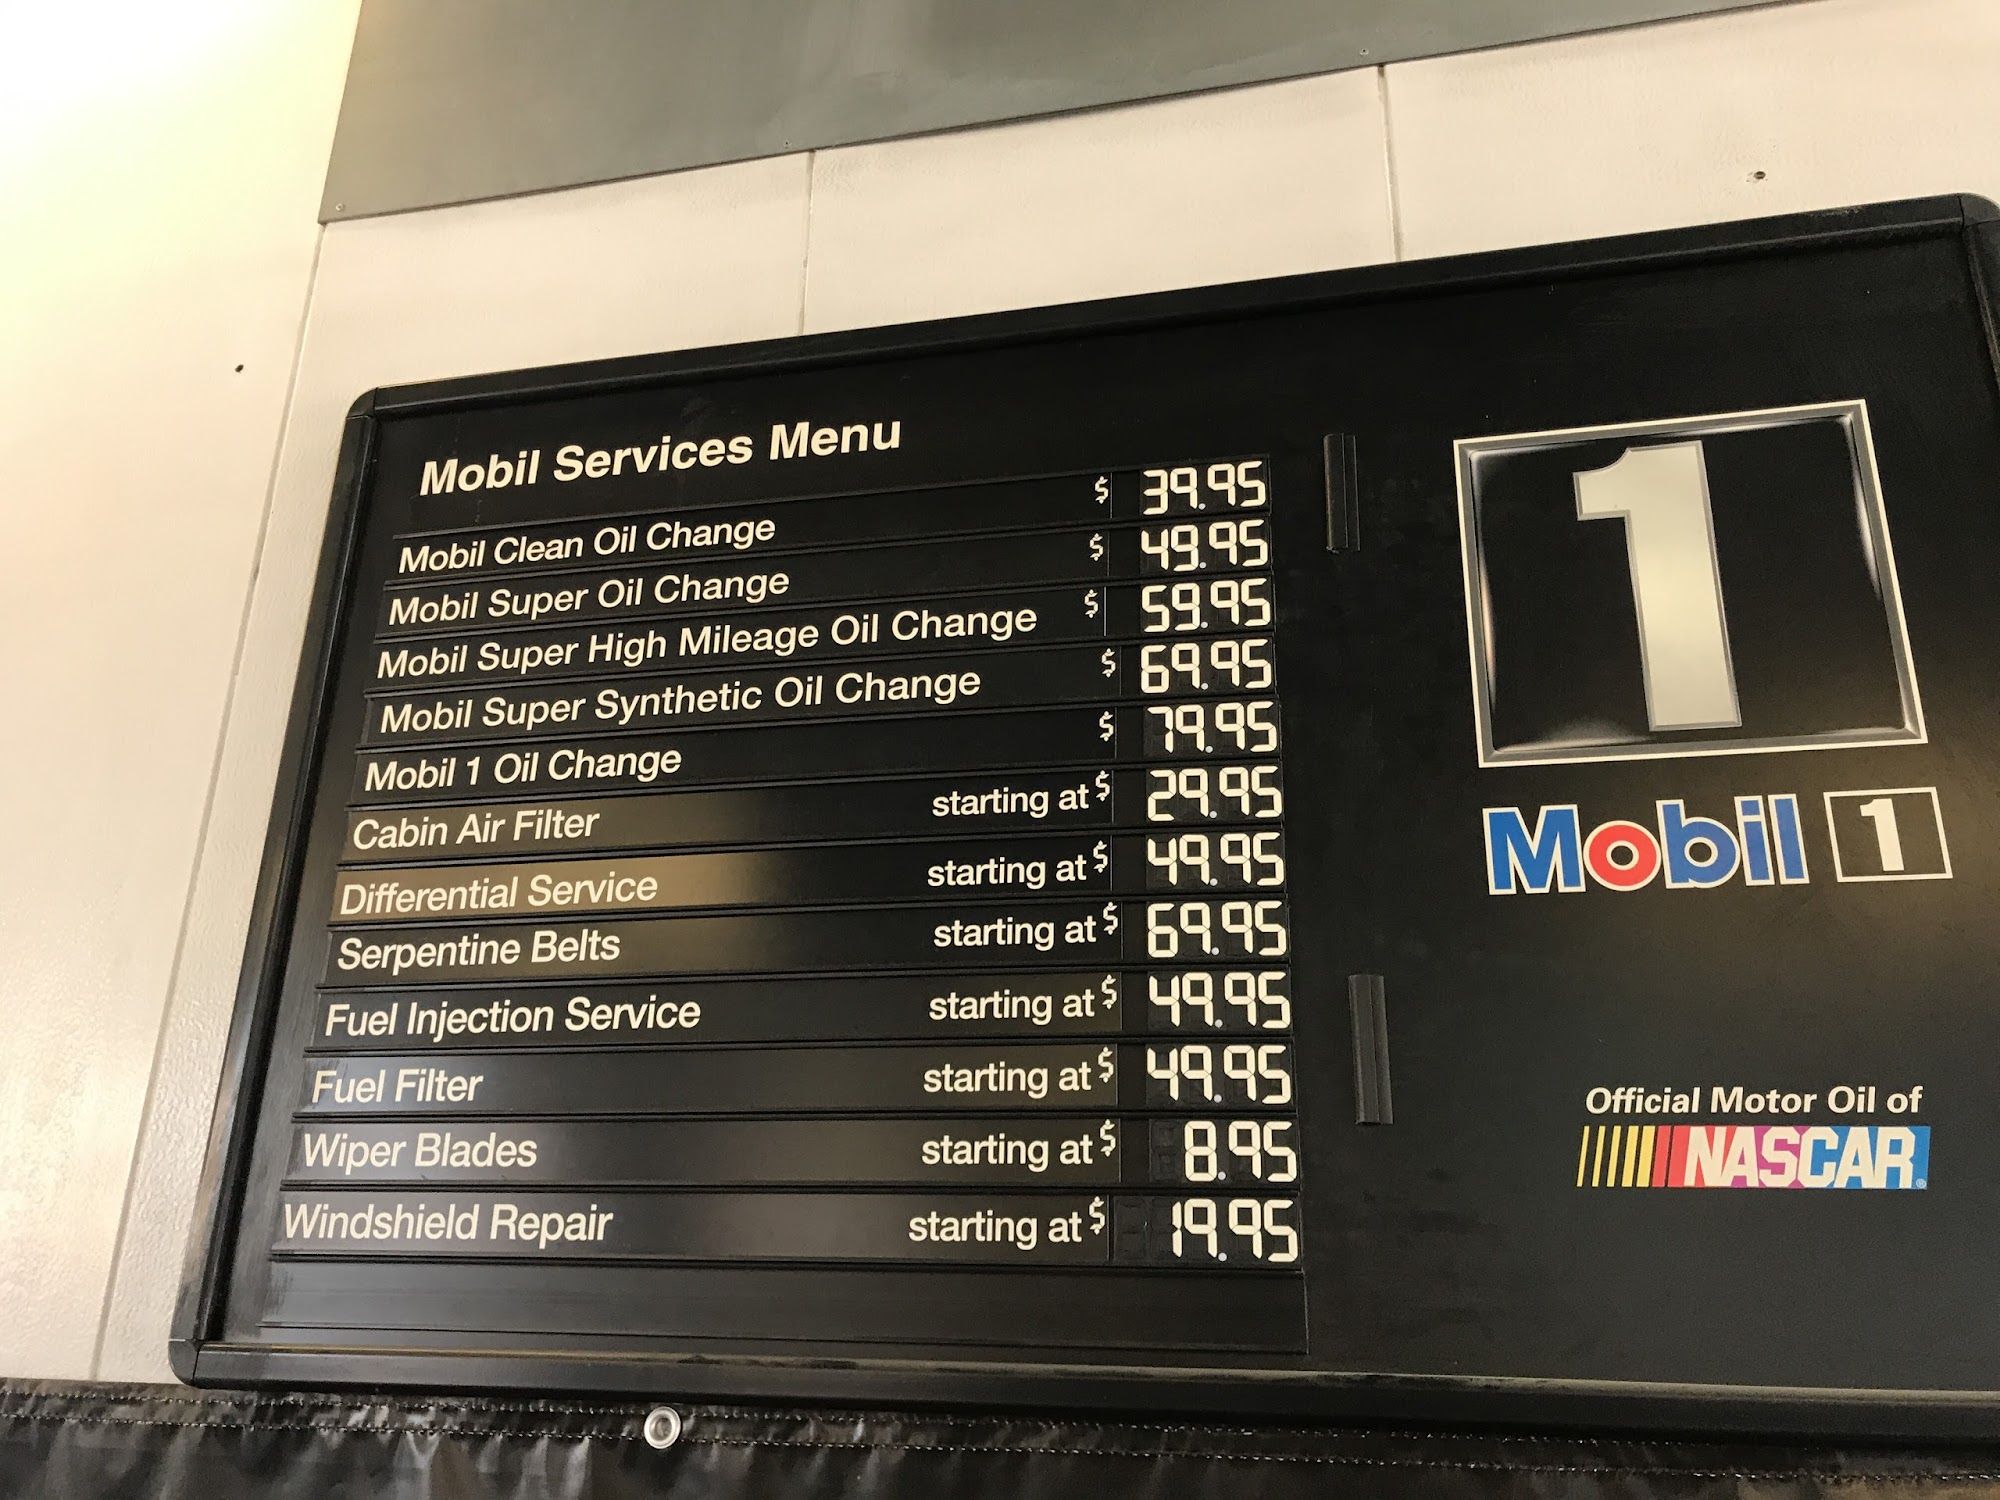 Mobil Services Menu
Mobil Clean Oil Change $ 39.95
Mobil Super Oil Change $ 49.95
Mobil Super High Mileage Oil Change $ 59.95
Mobil Super Synthetic Oil Change $ 69.95
Mobil 1 Oil Change $ 79.95
Cabin Air Filter starting at $ 29.95
Differential Service starting at $ 49.95
Serpentine Belts starting at $ 69.95
Fuel Injection Service starting at $ 49.95
Fuel Filter starting at $ 49.95
Wiper Blades starting at $ 8.95
Windshield Repair starting at $ 19.95
1
Mobil 1
Official Motor Oil of
NASCAR®